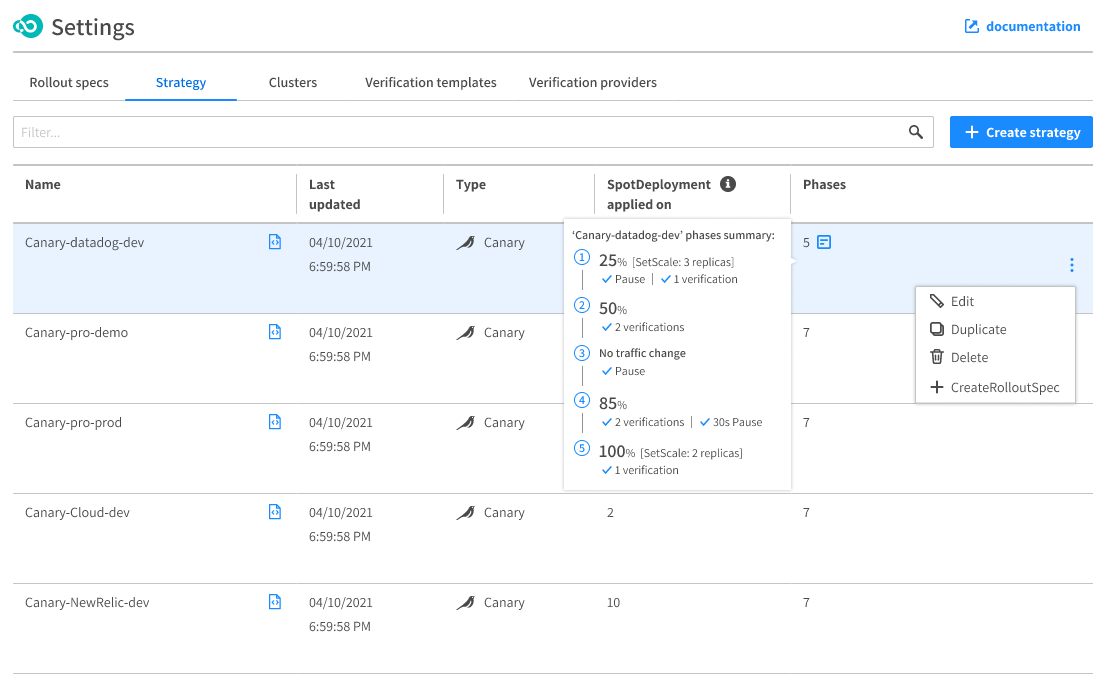 Settings
documentation
Rollout specs Strategy Clusters Verification templates Verification providers
Filter...
Create strategy
Name
Last
updated
Type
SpotDeployment
applied on
Phases
Canary-datadog-dev
04/10/2021
6:59:58 PM
Canary
5
'Canary-datadog-dev' phases summary:
1 25% [SetScale: 3 replicas]
Pause | 1 verification
2 50%
2 verifications
3 No traffic change
Pause
4 85%
2 verifications | 30s Pause
5 100% [SetScale: 2 replicas]
1 verification
Edit
Duplicate
Delete
CreateRolloutSpec
Canary-pro-demo
04/10/2021
6:59:58 PM
Canary
7
Canary-pro-prod
04/10/2021
6:59:58 PM
Canary
7
Canary-Cloud-dev
04/10/2021
6:59:58 PM
Canary
2
7
Canary-NewRelic-dev
04/10/2021
6:59:58 PM
Canary
10
7